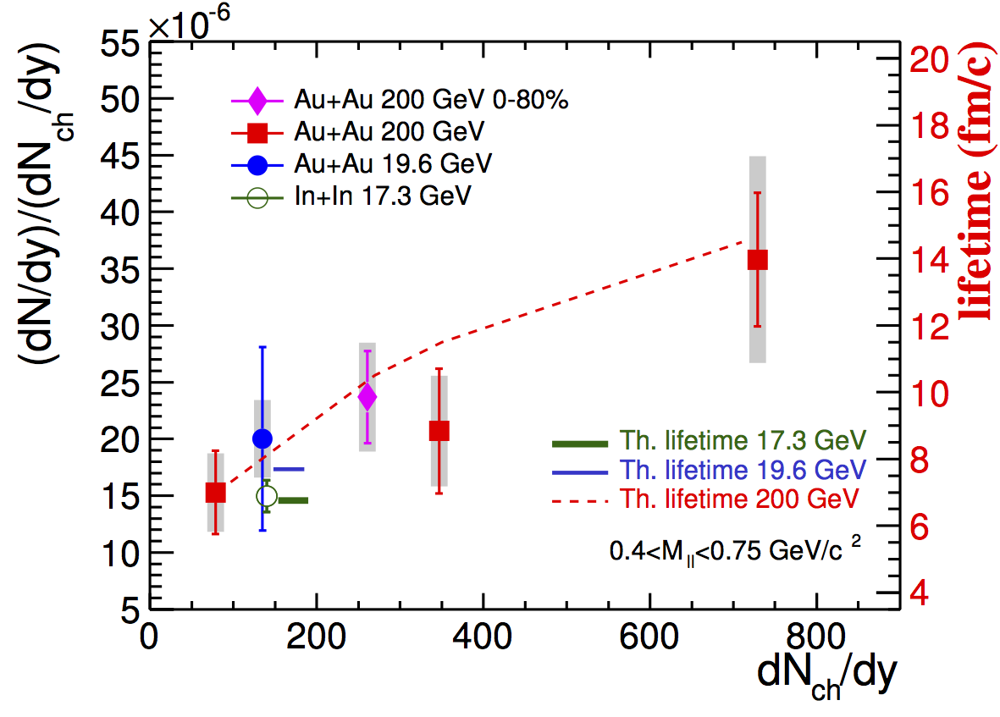 ×10-6
(dN/dy)/(dNch/dy)
55
50
45
40
35
30
25
20
15
10
5
Au+Au 200 GeV 0-80%
Au+Au 200 GeV
Au+Au 19.6 GeV
In+In 17.3 GeV
Th. lifetime 17.3 GeV
Th. lifetime 19.6 GeV
Th. lifetime 200 GeV
0.4<M||<0.75 GeV/c 2
20
18
16
14
12
10
8
6
4
lifetime (fm/c)
0 200 400 600 800
dNch/dy